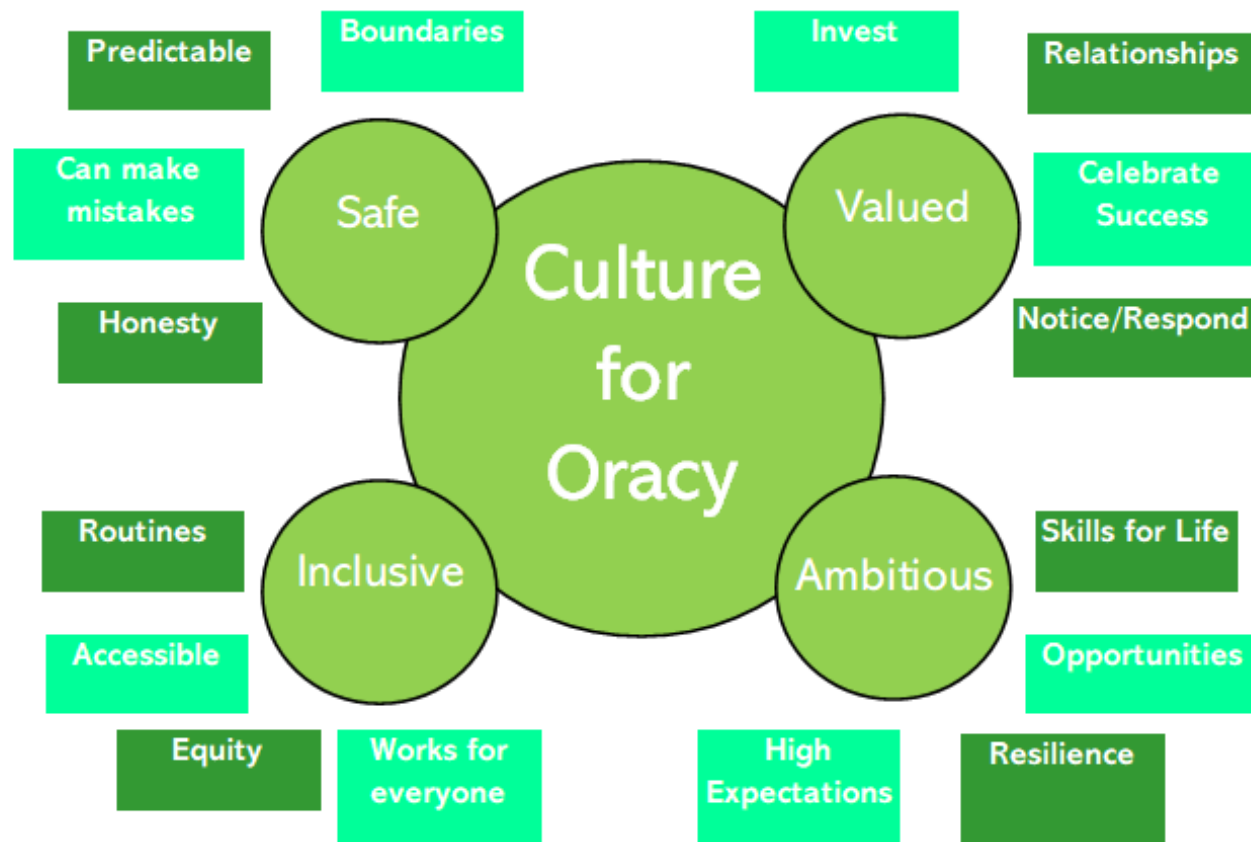 Predictable
Boundaries
Invest
Relationships
Can make
mistakes
Safe
Valued
Celebrate
Success
Honesty
Notice/Respond
Culture
for
Oracy
Routines
Inclusive
Ambitious
Skills for Life
Accessible
Opportunities
Equity
Works for
everyone
High
Expectations
Resilience